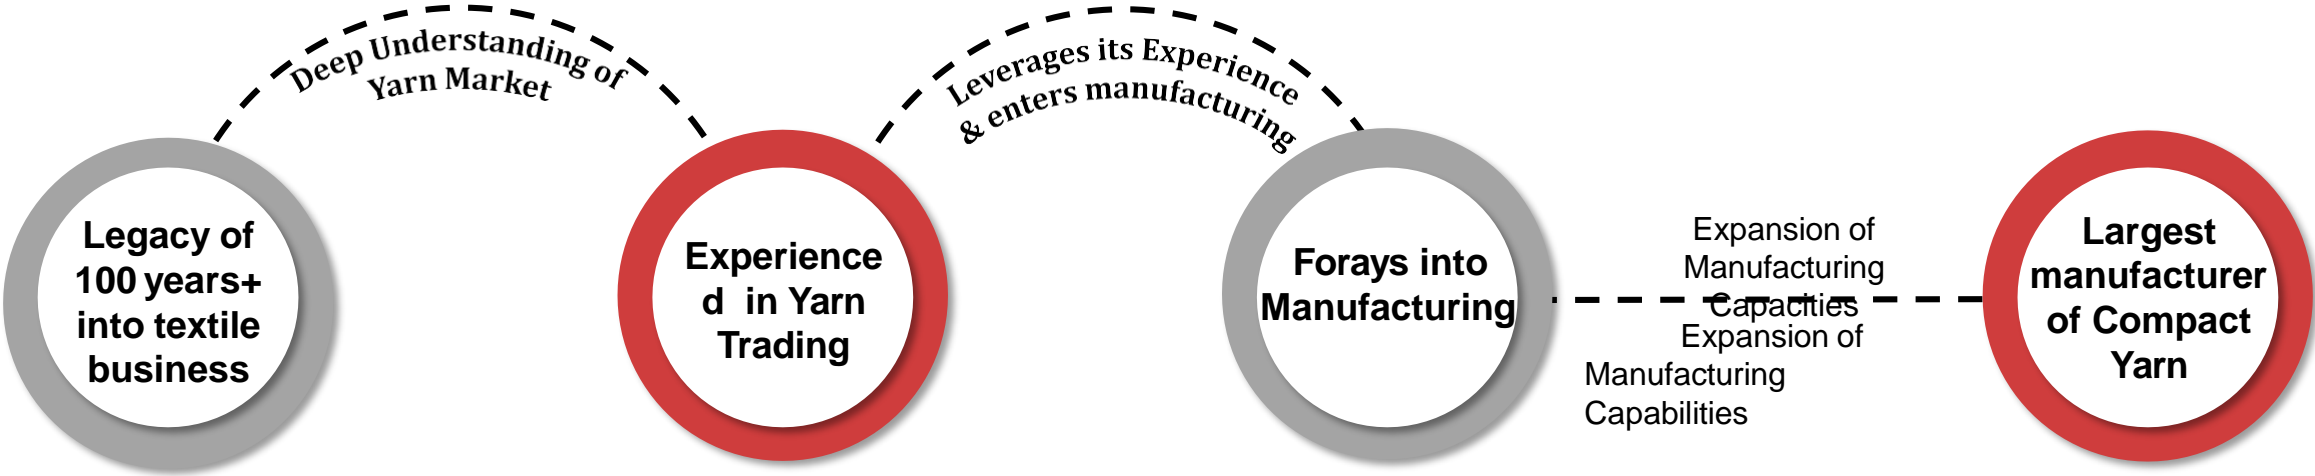 Deep Understanding of
Yarn Market
Leverages its Experience
& enters manufacturing
Legacy of
100 years+
into textile
business
Experience
d in Yarn
Trading
Forays into
Manufacturing
Expansion of
Manufacturing
Capacities
Expansion of
Manufacturing
Capabilities
Largest
manufacturer
of Compact
Yarn